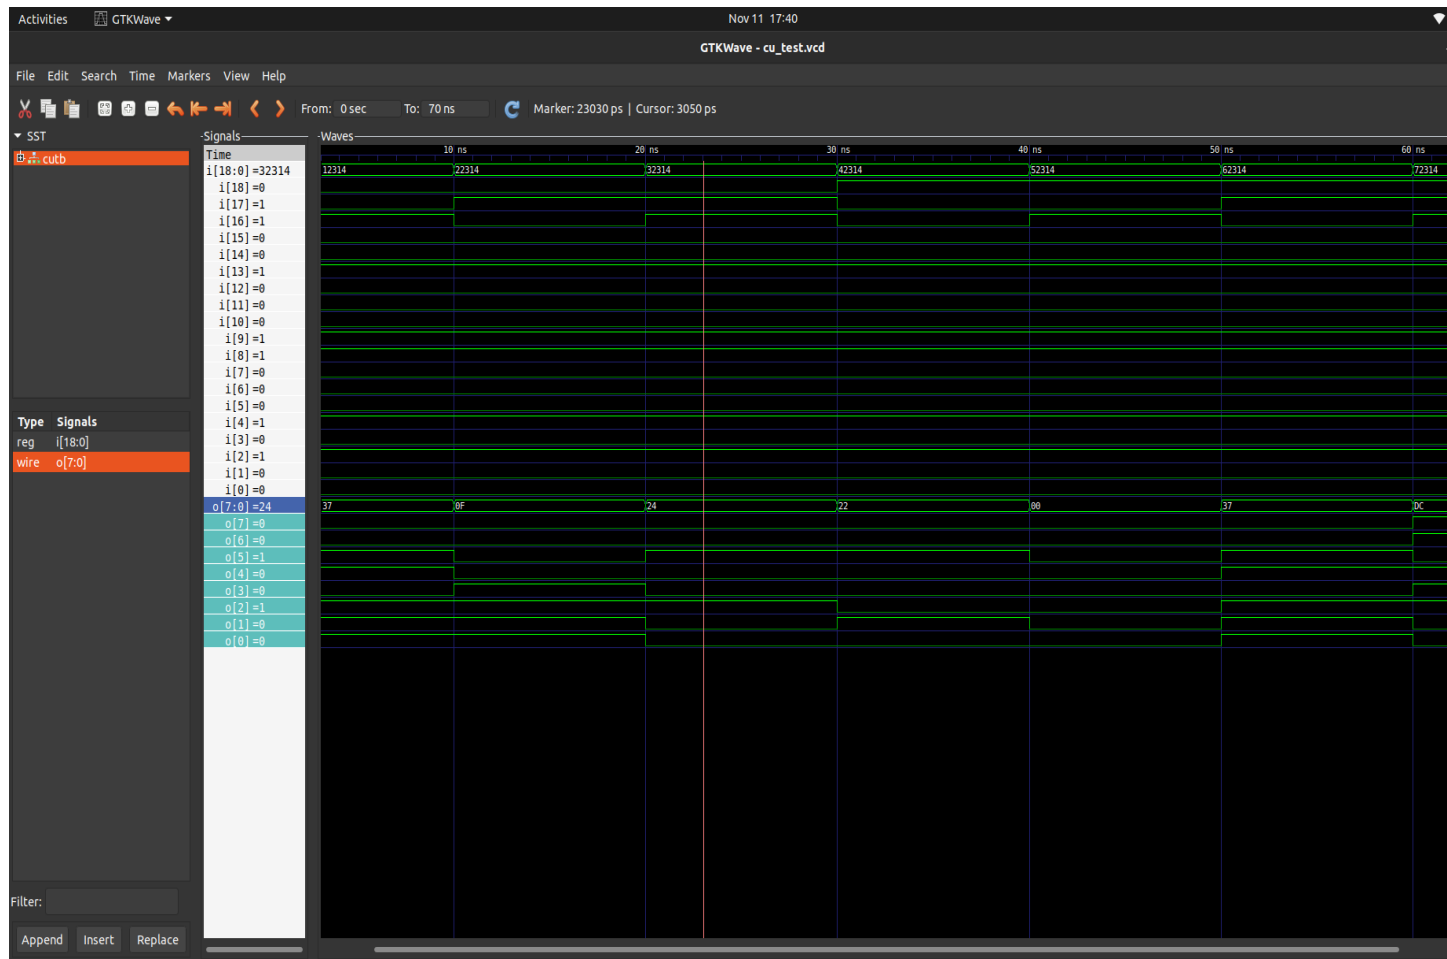 Activities GTKWave Nov 11 17:40
GTKWave - cu_test.vcd
File Edit Search Time Markers View Help
From: 0 sec To: 70 ns Marker: 23030 ps | Cursor: 3050 ps
SST
cutb
Type Signals
reg i[18:0]
wire o[7:0]
Filter:
Append Insert Replace
Signals
Time
i[18:0]=32314
i[18]=0
i[17]=1
i[16]=1
i[15]=0
i[14]=0
i[13]=1
i[12]=0
i[11]=0
i[10]=0
i[9]=1
i[8]=1
i[7]=0
i[6]=0
i[5]=0
i[4]=1
i[3]=0
i[2]=1
i[1]=0
i[0]=0
o[7:0]=24
o[7]=0
o[6]=0
o[5]=1
o[4]=0
o[3]=0
o[2]=1
o[1]=0
o[0]=0
Waves
10 ns 20 ns 30 ns 40 ns 50 ns 60 ns
12314 22314 32314 42314 52314 62314 72314
37 0F 24 22 00 37 DC